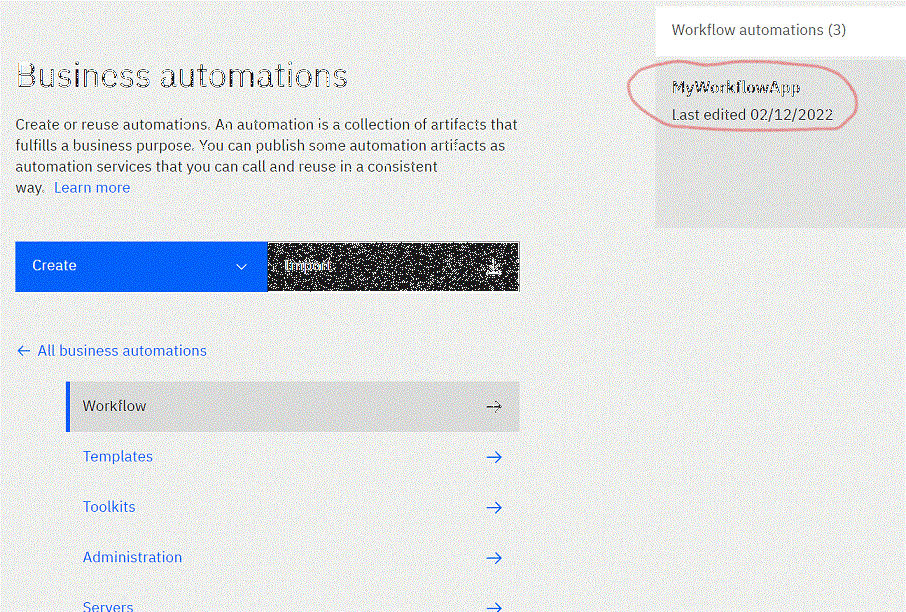 Workflow automations (3)
MyWorkflowApp
Last edited 02/12/2022
Business automations
Create or reuse automations. An automation is a collection of artifacts that
fulfills a business purpose. You can publish some automation artifacts as
automation services that you can call and reuse in a consistent
way. Learn more
Create
Import
All business automations
Workflow
Templates
Toolkits
Administration
Servers